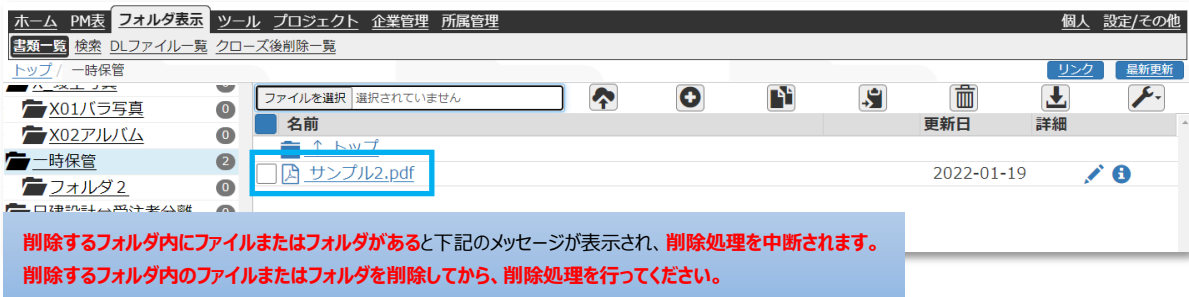 ホーム PM表 フォルダ表示 ツール プロジェクト 企業管理 所属管理 個人 設定/その他
書類一覧 検索 DLファイル一覧 クローズ後削除一覧
トップ / 一時保管 リンク 最新更新
X01バラ写真 0
ファイルを選択 選択されていません
X02アルバム 0
名前 更新日 詳細
一時保管 2
↑ トップ
フォルダ2 0
サンプル2.pdf 2022-01-19
削除するフォルダ内にファイルまたはフォルダがあると下記のメッセージが表示され、削除処理を中断されます。
削除するフォルダ内のファイルまたはフォルダを削除してから、削除処理を行ってください。